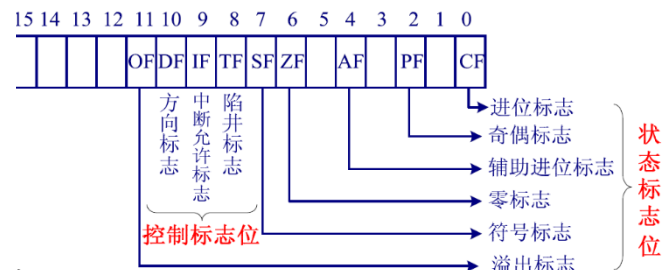 15 14 13 12 11 10 9 8 7 6 5 4 3 2 1 0
OF DF IF TF SF ZF AF PF CF
方向标志
中断允许标志
陷井标志
控制标志位
进位标志
奇偶标志
辅助进位标志
零标志
符号标志
溢出标志
状态标志位